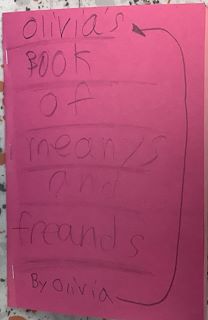 Olivia's
BOOK
of
meanys
and
freands
By Olivia